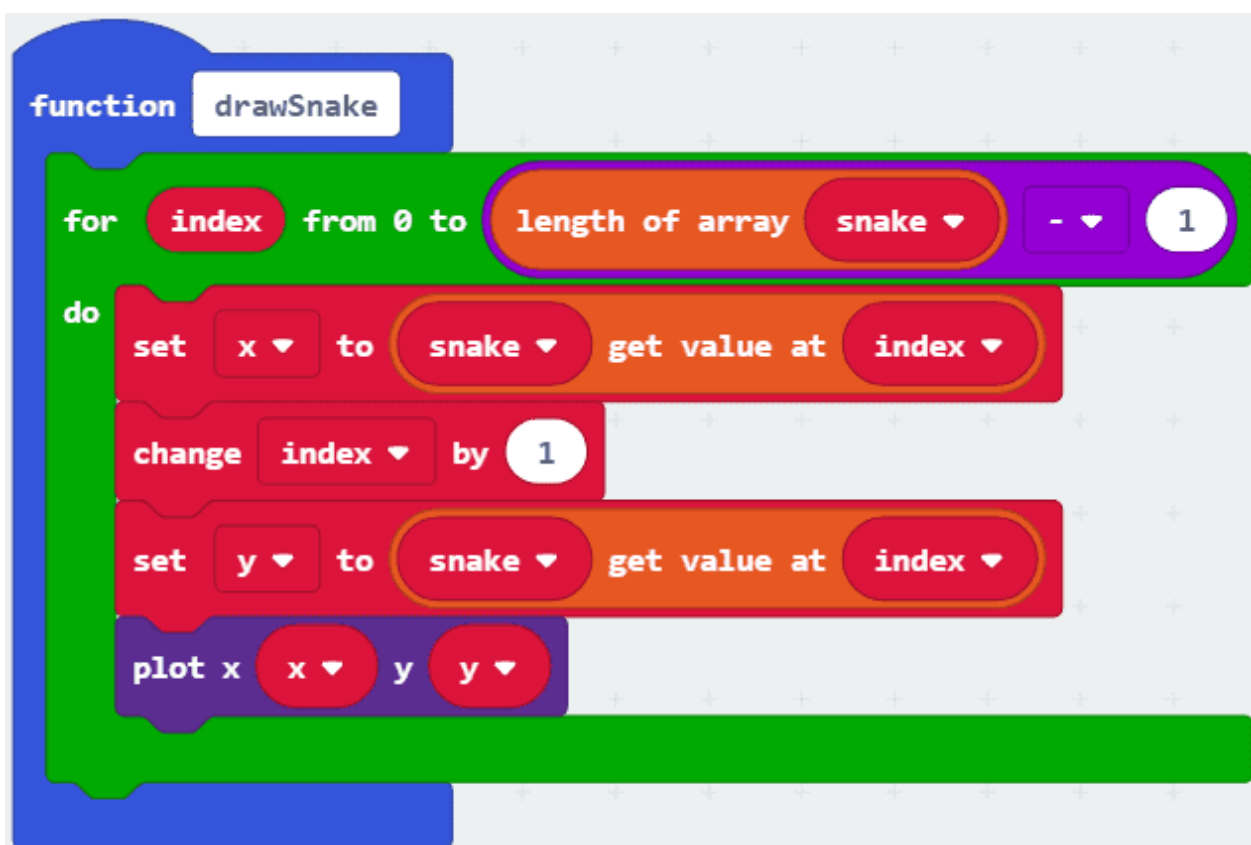 function drawSnake
for index from 0 to length of array snake - 1
do
set x to snake get value at index
change index by 1
set y to snake get value at index
plot x x y y